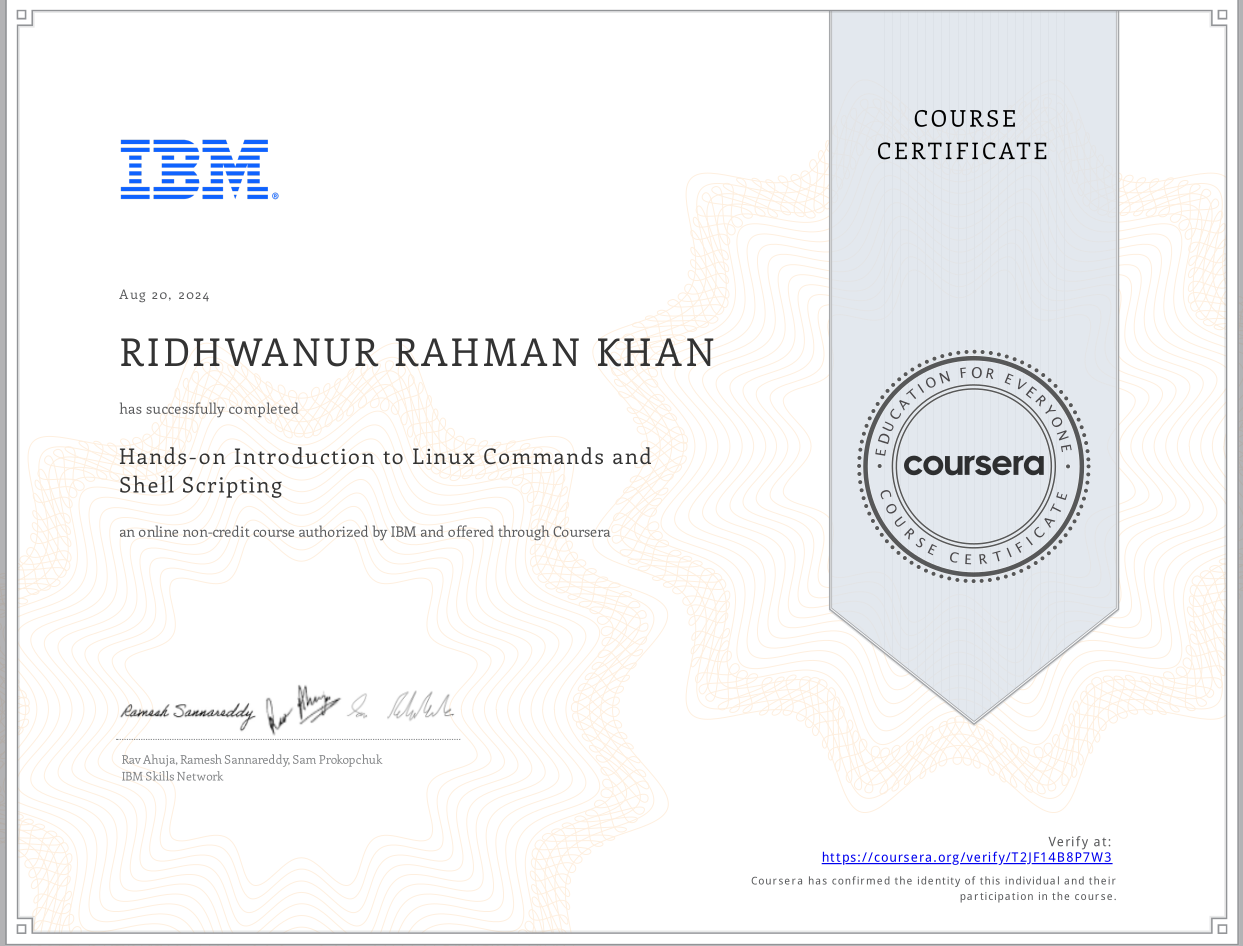 IBM®
COURSE
CERTIFICATE
Aug 20, 2024
RIDHWANUR RAHMAN KHAN
has successfully completed
Hands-on Introduction to Linux Commands and
Shell Scripting
an online non-credit course authorized by IBM and offered through Coursera
EDUCATION FOR EVERYONE
coursera
COURSE CERTIFICATE
Ramesh Sannareddy
Rav Ahuja, Ramesh Sannareddy, Sam Prokopchuk
IBM Skills Network
Verify at:
https://coursera.org/verify/T2JF14B8P7W3
Coursera has confirmed the identity of this individual and their
participation in the course.